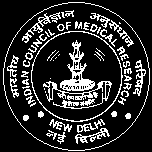 भारतीय आयुर्विज्ञान अनुसंधान परिषद
INDIAN COUNCIL OF MEDICAL RESEARCH
NEW DELHI
नई दिल्ली